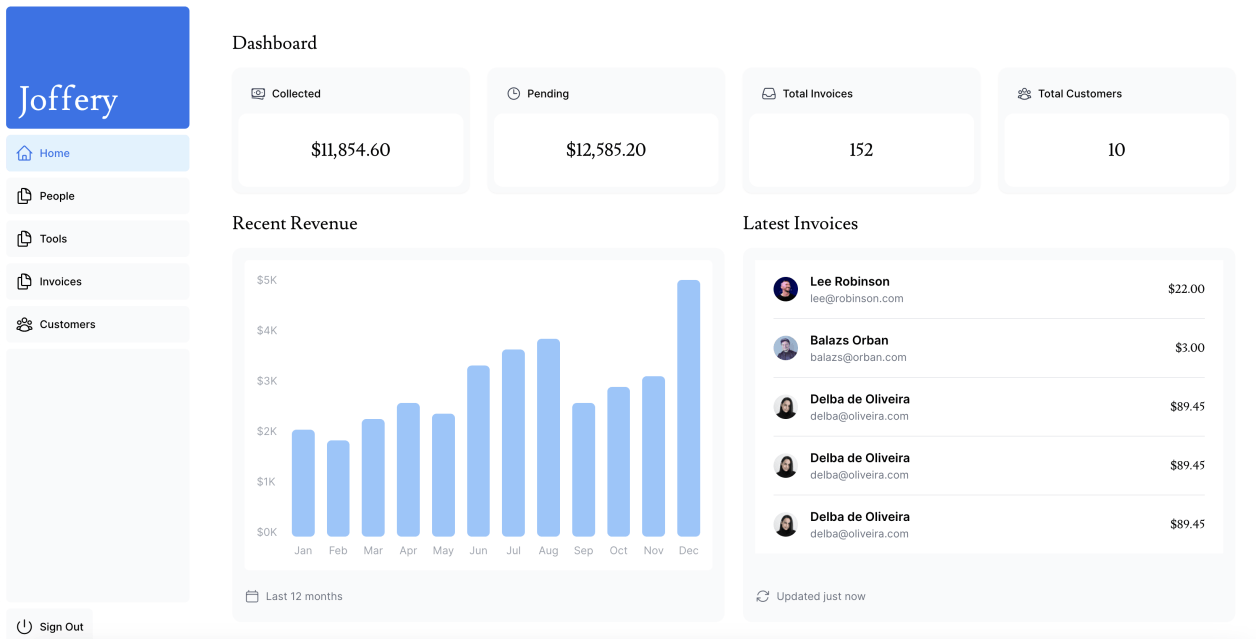 Joffery
Home
People
Tools
Invoices
Customers
Sign Out
Dashboard
Collected
$11,854.60
Pending
$12,585.20
Total Invoices
152
Total Customers
10
Recent Revenue
$5K
$4K
$3K
$2K
$1K
$0K
Jan Feb Mar Apr May Jun Jul Aug Sep Oct Nov Dec
Last 12 months
Latest Invoices
Lee Robinson
lee@robinson.com
$22.00
Balazs Orban
balazs@orban.com
$3.00
Delba de Oliveira
delba@oliveira.com
$89.45
Delba de Oliveira
delba@oliveira.com
$89.45
Delba de Oliveira
delba@oliveira.com
$89.45
Updated just now